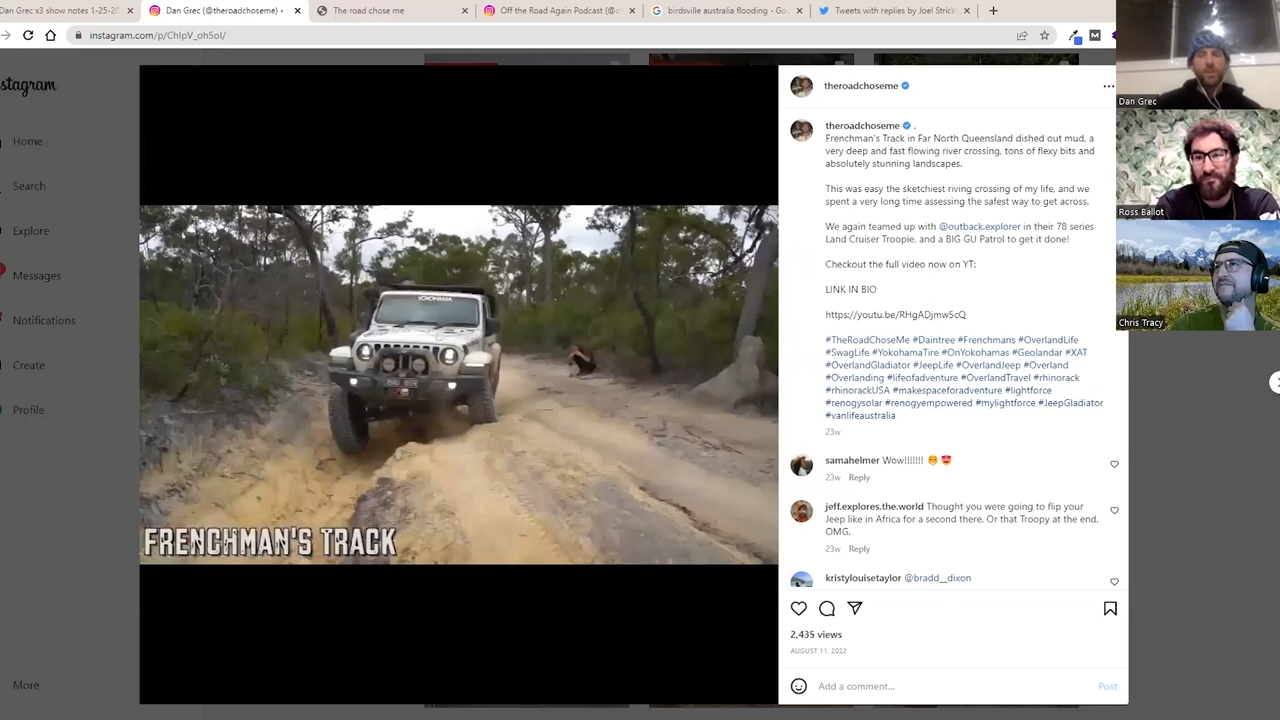 Dan Grec x3 show notes 1-25-20
Dan Grec (@theroadchoseme) •
The road chose me
Off the Road Again Podcast (@o
birdsville australia flooding - Goo
Tweets with replies by Joel Strick
instagram.com/p/ChIpV_oh5oI/
nstagram
Home
Search
Explore
Messages
Notifications
Create
Profile
More
YOKOHAMA
FRENCHMAN'S TRACK
theroadchoseme
theroadchoseme .
Frenchman's Track in Far North Queensland dished out mud, a
very deep and fast flowing river crossing, tons of flexy bits and
absolutely stunning landscapes.
This was easy the sketchiest riving crossing of my life, and we
spent a very long time assessing the safest way to get across.
We again teamed up with @outback.explorer in their 78 series
Land Cruiser Troopie, and a BIG GU Patrol to get it done!
Checkout the full video now on YT:
LINK IN BIO
https://youtu.be/RHgADjmw5cQ
#TheRoadChoseMe #Daintree #Frenchmans #OverlandLife
#SwagLife #YokohamaTire #OnYokohamas #Geolandar #XAT
#OverlandGladiator #JeepLife #OverlandJeep #Overland
#Overlanding #lifeofadventure #OverlandTravel #rhinorack
#rhinorackUSA #makespaceforadventure #lightforce
#renogysolar #renogyempowered #mylightforce #JeepGladiator
#vanlifeaustralia
23w
samahelmer Wow!!!!!!! 😁 😍
23w Reply
jeff.explores.the.world Thought you were going to flip your
Jeep like in Africa for a second there. Or that Troopy at the end.
OMG.
23w Reply
kristylouisetaylor @bradd__dixon
2,435 views
AUGUST 11, 2022
Add a comment...
Post
Dan Grec
Ross Ballot
Chris Tracy